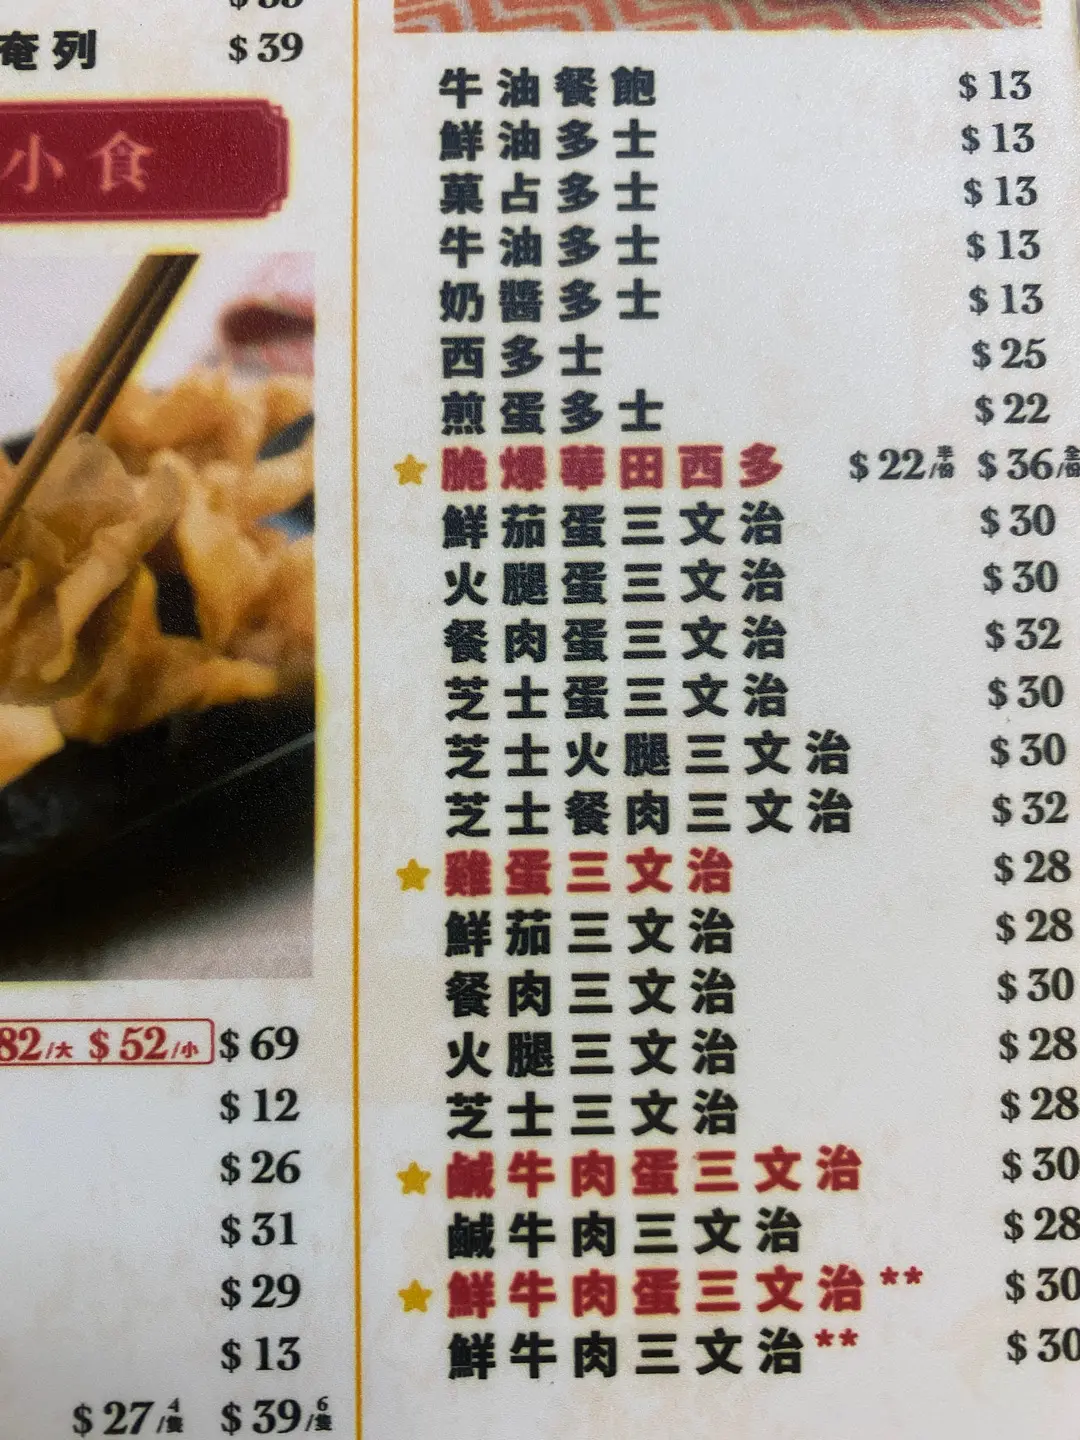 奄列 $39
小食
82/大 $52/小 $69
$12
$26
$31
$29
$13
$27/4隻 $39/6隻
牛油餐飽 $13
鮮油多士 $13
菓占多士 $13
牛油多士 $13
奶醬多士 $13
西多士 $25
煎蛋多士 $22
脆爆華田西多 $22/半份 $36/全份
鮮茄蛋三文治 $30
火腿蛋三文治 $30
餐肉蛋三文治 $32
芝士蛋三文治 $30
芝士火腿三文治 $30
芝士餐肉三文治 $32
雞蛋三文治 $28
鮮茄三文治 $28
餐肉三文治 $30
火腿三文治 $28
芝士三文治 $28
鹹牛肉蛋三文治 $30
鹹牛肉三文治 $28
鮮牛肉蛋三文治** $30
鮮牛肉三文治** $30